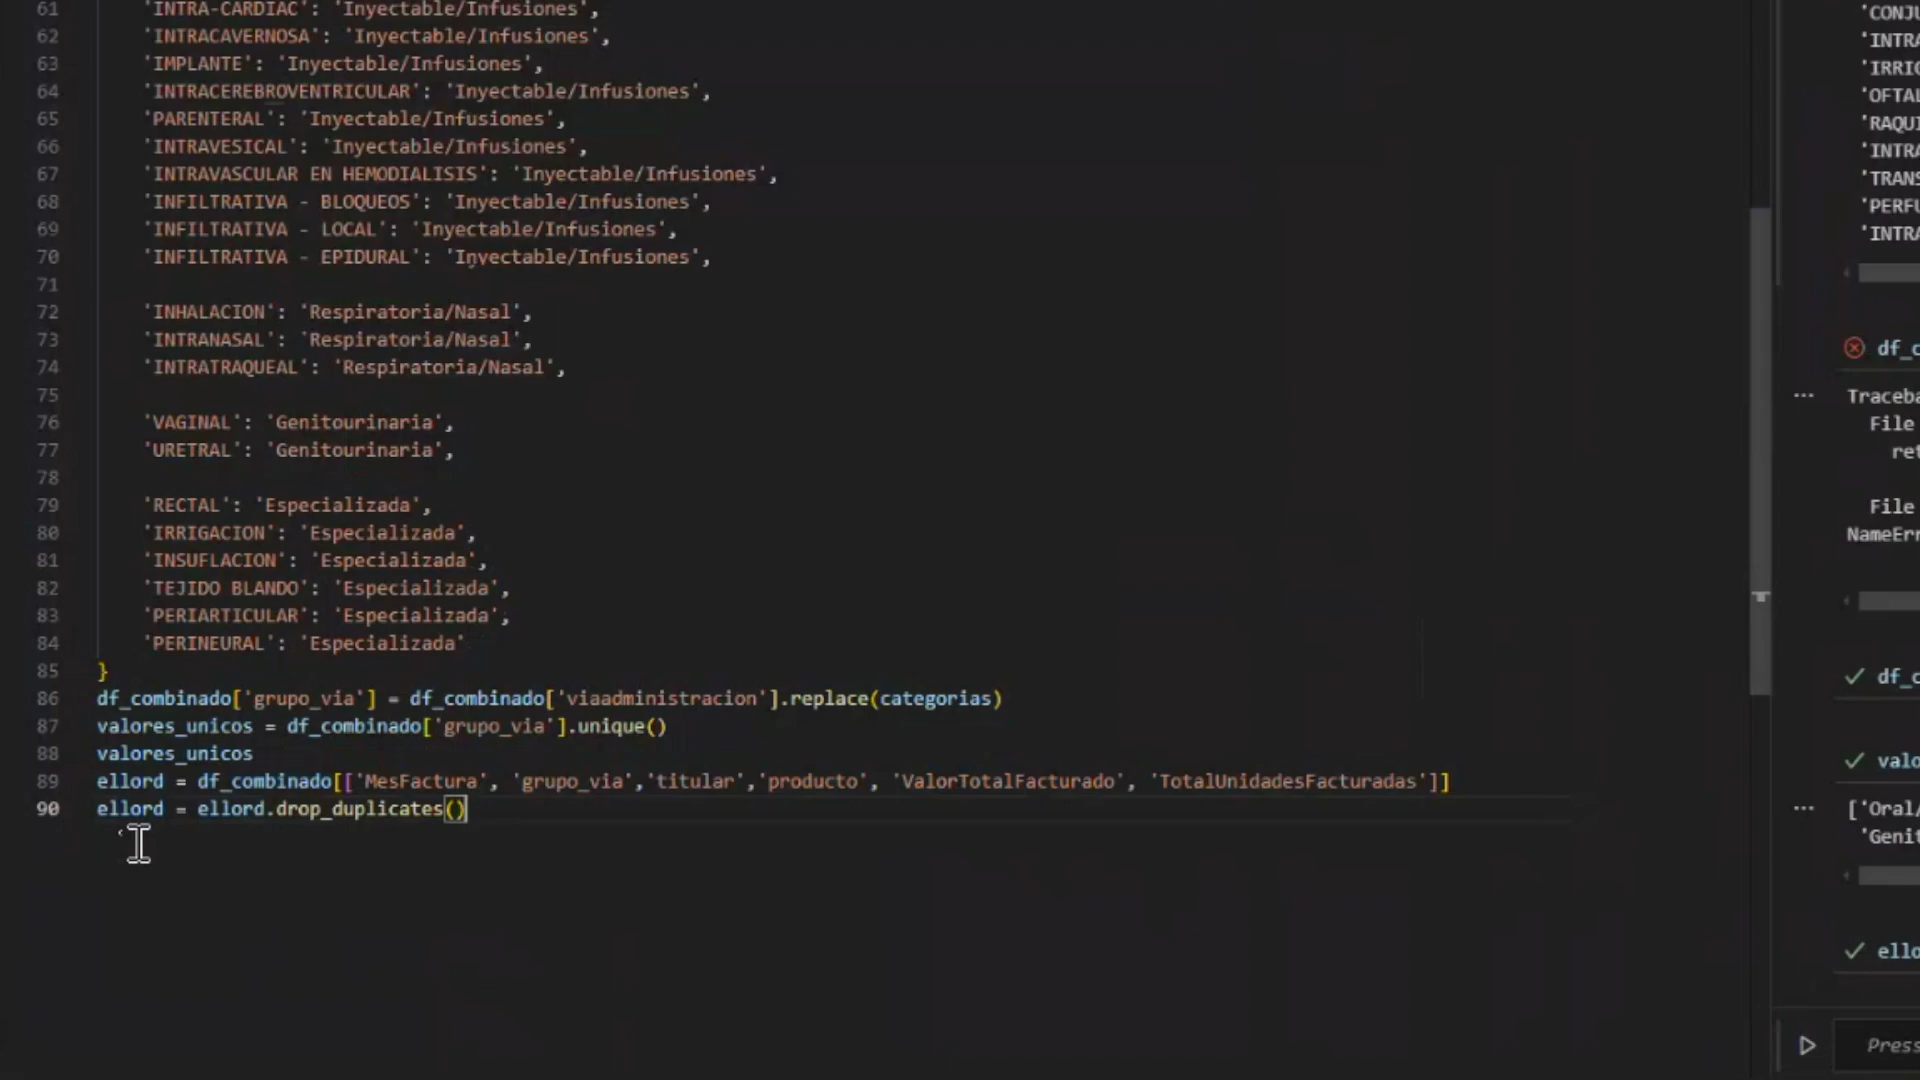 61 'INTRA-CARDIAC': 'Inyectable/Infusiones',
62 'INTRACAVERNOSA': 'Inyectable/Infusiones',
63 'IMPLANTE': 'Inyectable/Infusiones',
64 'INTRACEREBROVENTRICULAR': 'Inyectable/Infusiones',
65 'PARENTERAL': 'Inyectable/Infusiones',
66 'INTRAVESICAL': 'Inyectable/Infusiones',
67 'INTRAVASCULAR EN HEMODIALISIS': 'Inyectable/Infusiones',
68 'INFILTRATIVA - BLOQUEOS': 'Inyectable/Infusiones',
69 'INFILTRATIVA - LOCAL': 'Inyectable/Infusiones',
70 'INFILTRATIVA - EPIDURAL': 'Inyectable/Infusiones',
71
72 'INHALACION': 'Respiratoria/Nasal',
73 'INTRANASAL': 'Respiratoria/Nasal',
74 'INTRATRAQUEAL': 'Respiratoria/Nasal',
75
76 'VAGINAL': 'Genitourinaria',
77 'URETRAL': 'Genitourinaria',
78
79 'RECTAL': 'Especializada',
80 'IRRIGACION': 'Especializada',
81 'INSUFLACION': 'Especializada',
82 'TEJIDO BLANDO': 'Especializada',
83 'PERIARTICULAR': 'Especializada',
84 'PERINEURAL': 'Especializada'
85 }
86 df_combinado['grupo_via'] = df_combinado['viaadministracion'].replace(categorias)
87 valores_unicos = df_combinado['grupo_via'].unique()
88 valores_unicos
89 ellord = df_combinado[['MesFactura', 'grupo_via','titular','producto', 'ValorTotalFacturado', 'TotalUnidadesFacturadas']]
90 ellord = ellord.drop_duplicates()
'CONJU
'INTRA
'IRRIG
'OFTAL
'RAQUI
'INTRA
'TRANS
'PERFU
'INTRA
df_c
Traceba
File
ret
File
NameErr
df_c
valo
['Oral/
'Genit
ello
Press